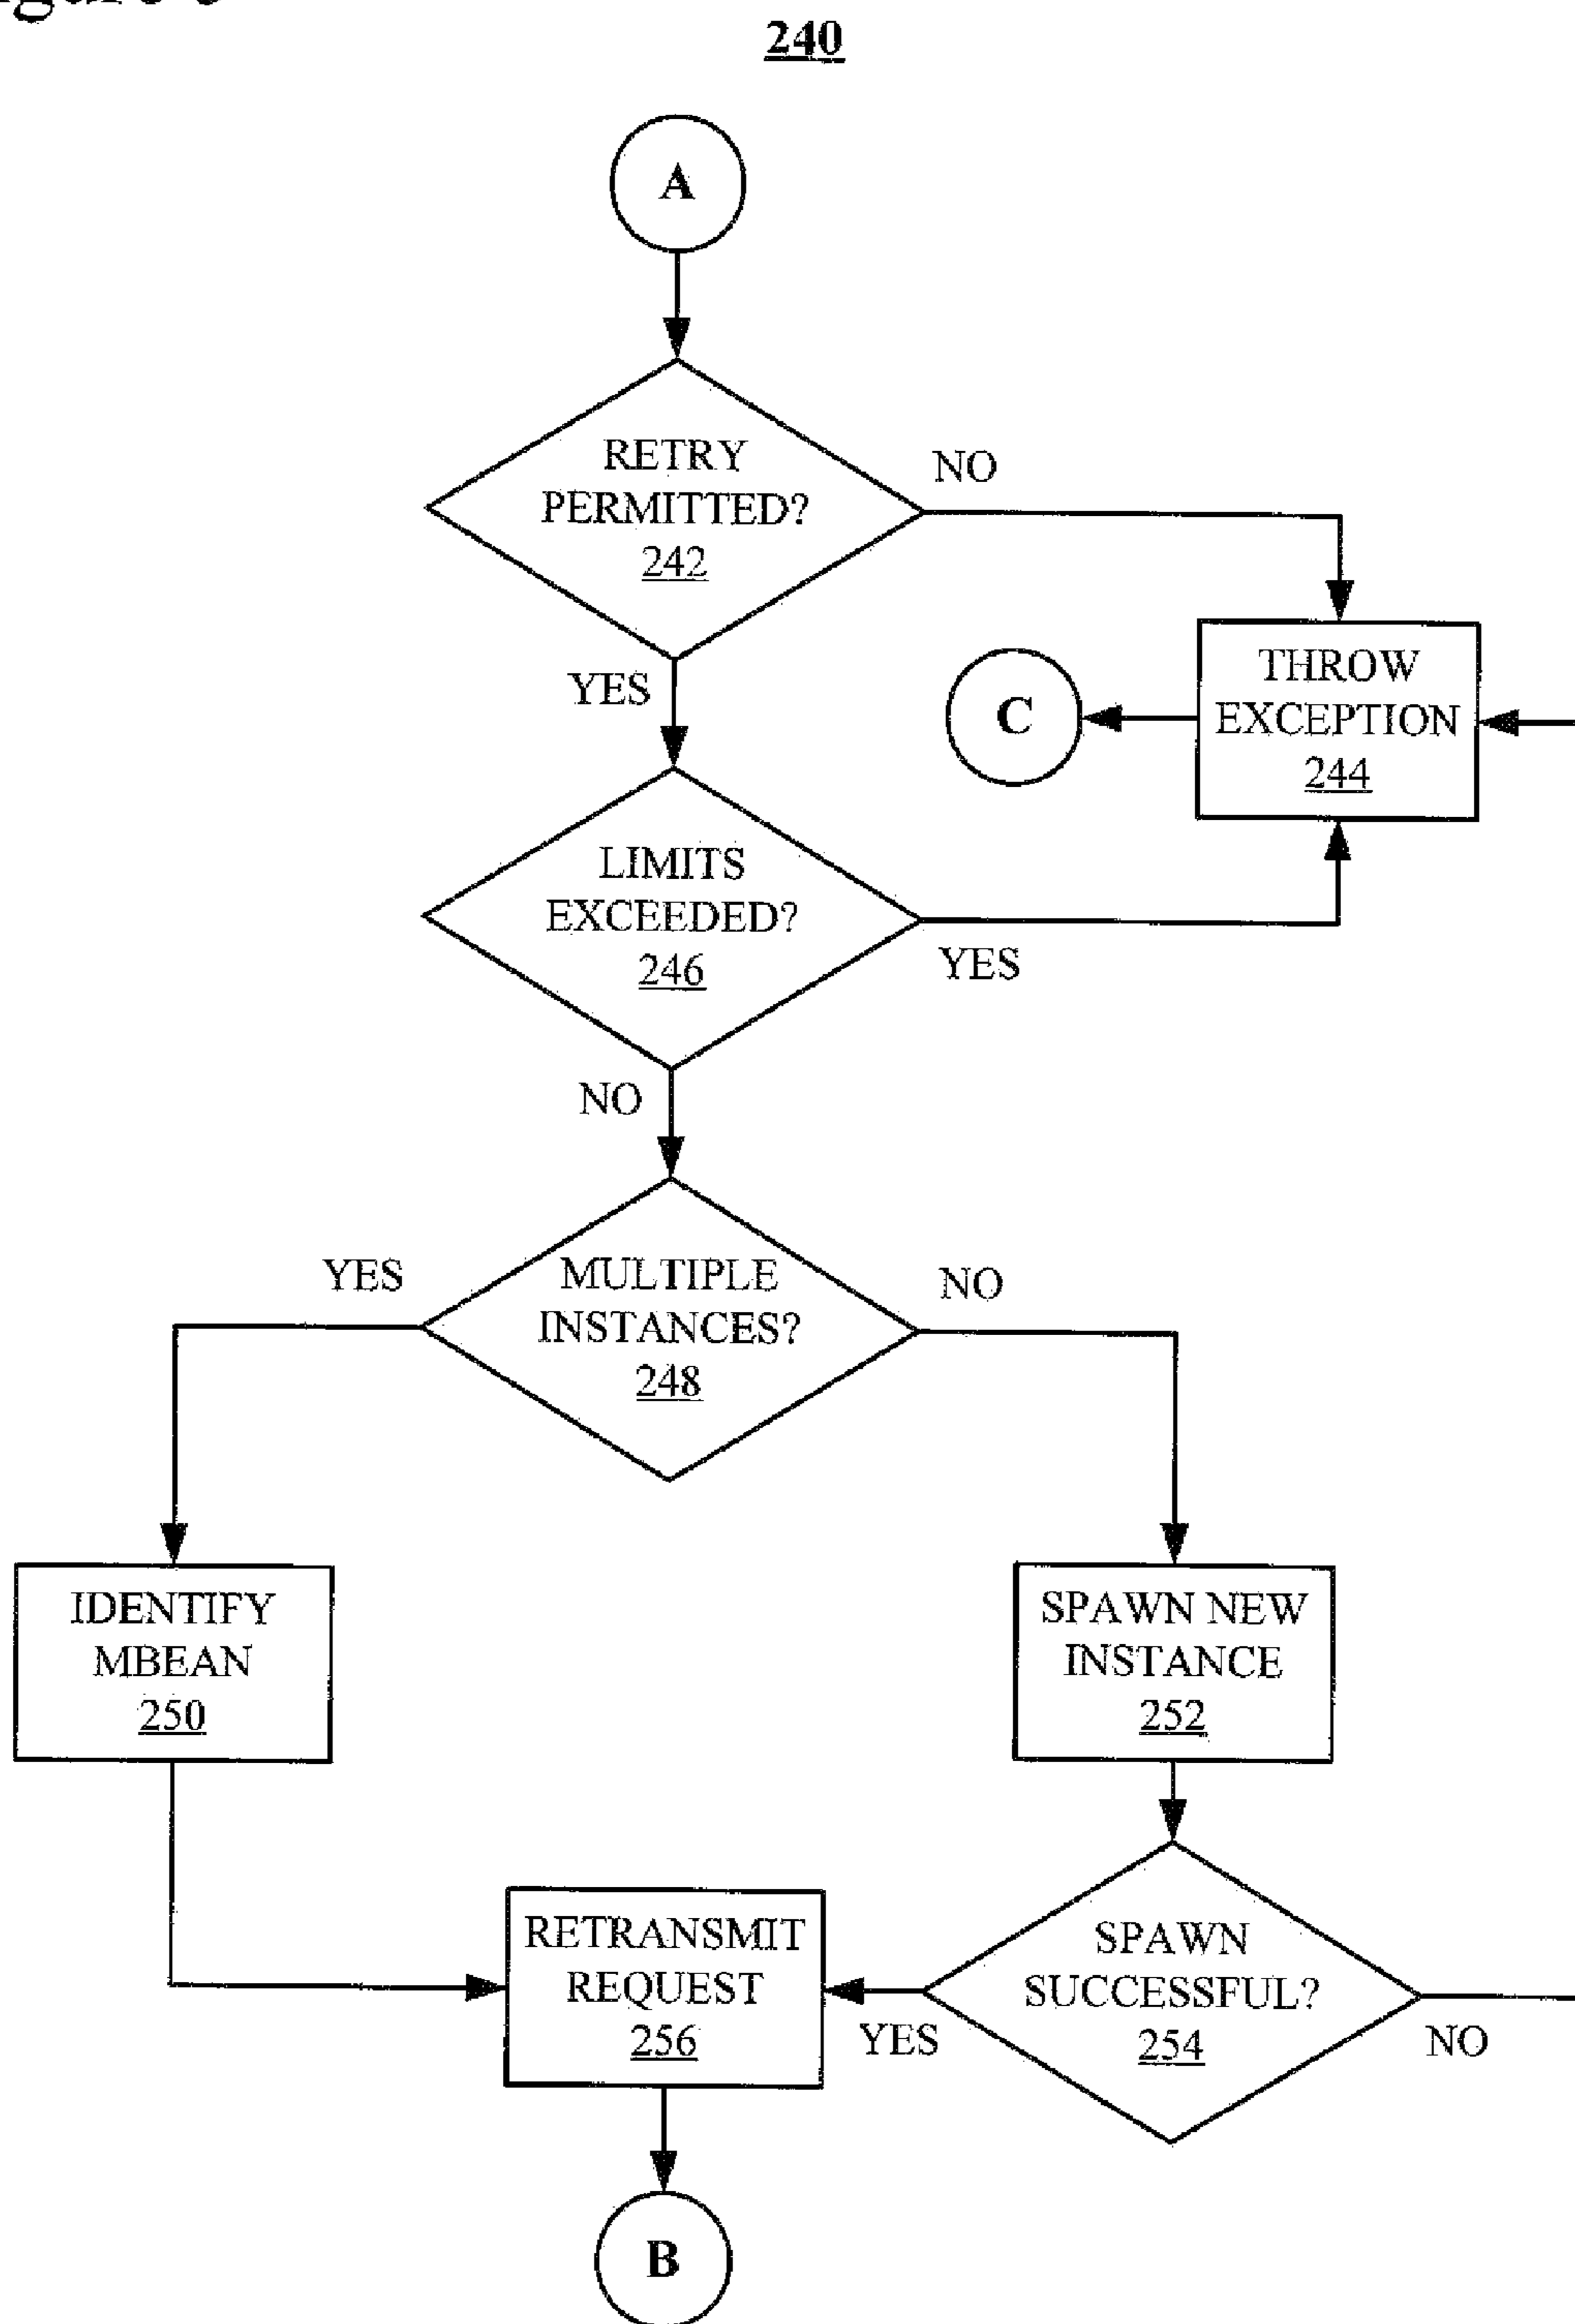 240
A
RETRY
PERMITTED?
242
NO
YES
THROW
EXCEPTION
244
C
LIMITS
EXCEEDED?
246
YES
NO
MULTIPLE
INSTANCES?
248
YES
NO
IDENTIFY
MBEAN
250
SPAWN NEW
INSTANCE
252
RETRANSMIT
REQUEST
256
YES
SPAWN
SUCCESSFUL?
254
NO
B